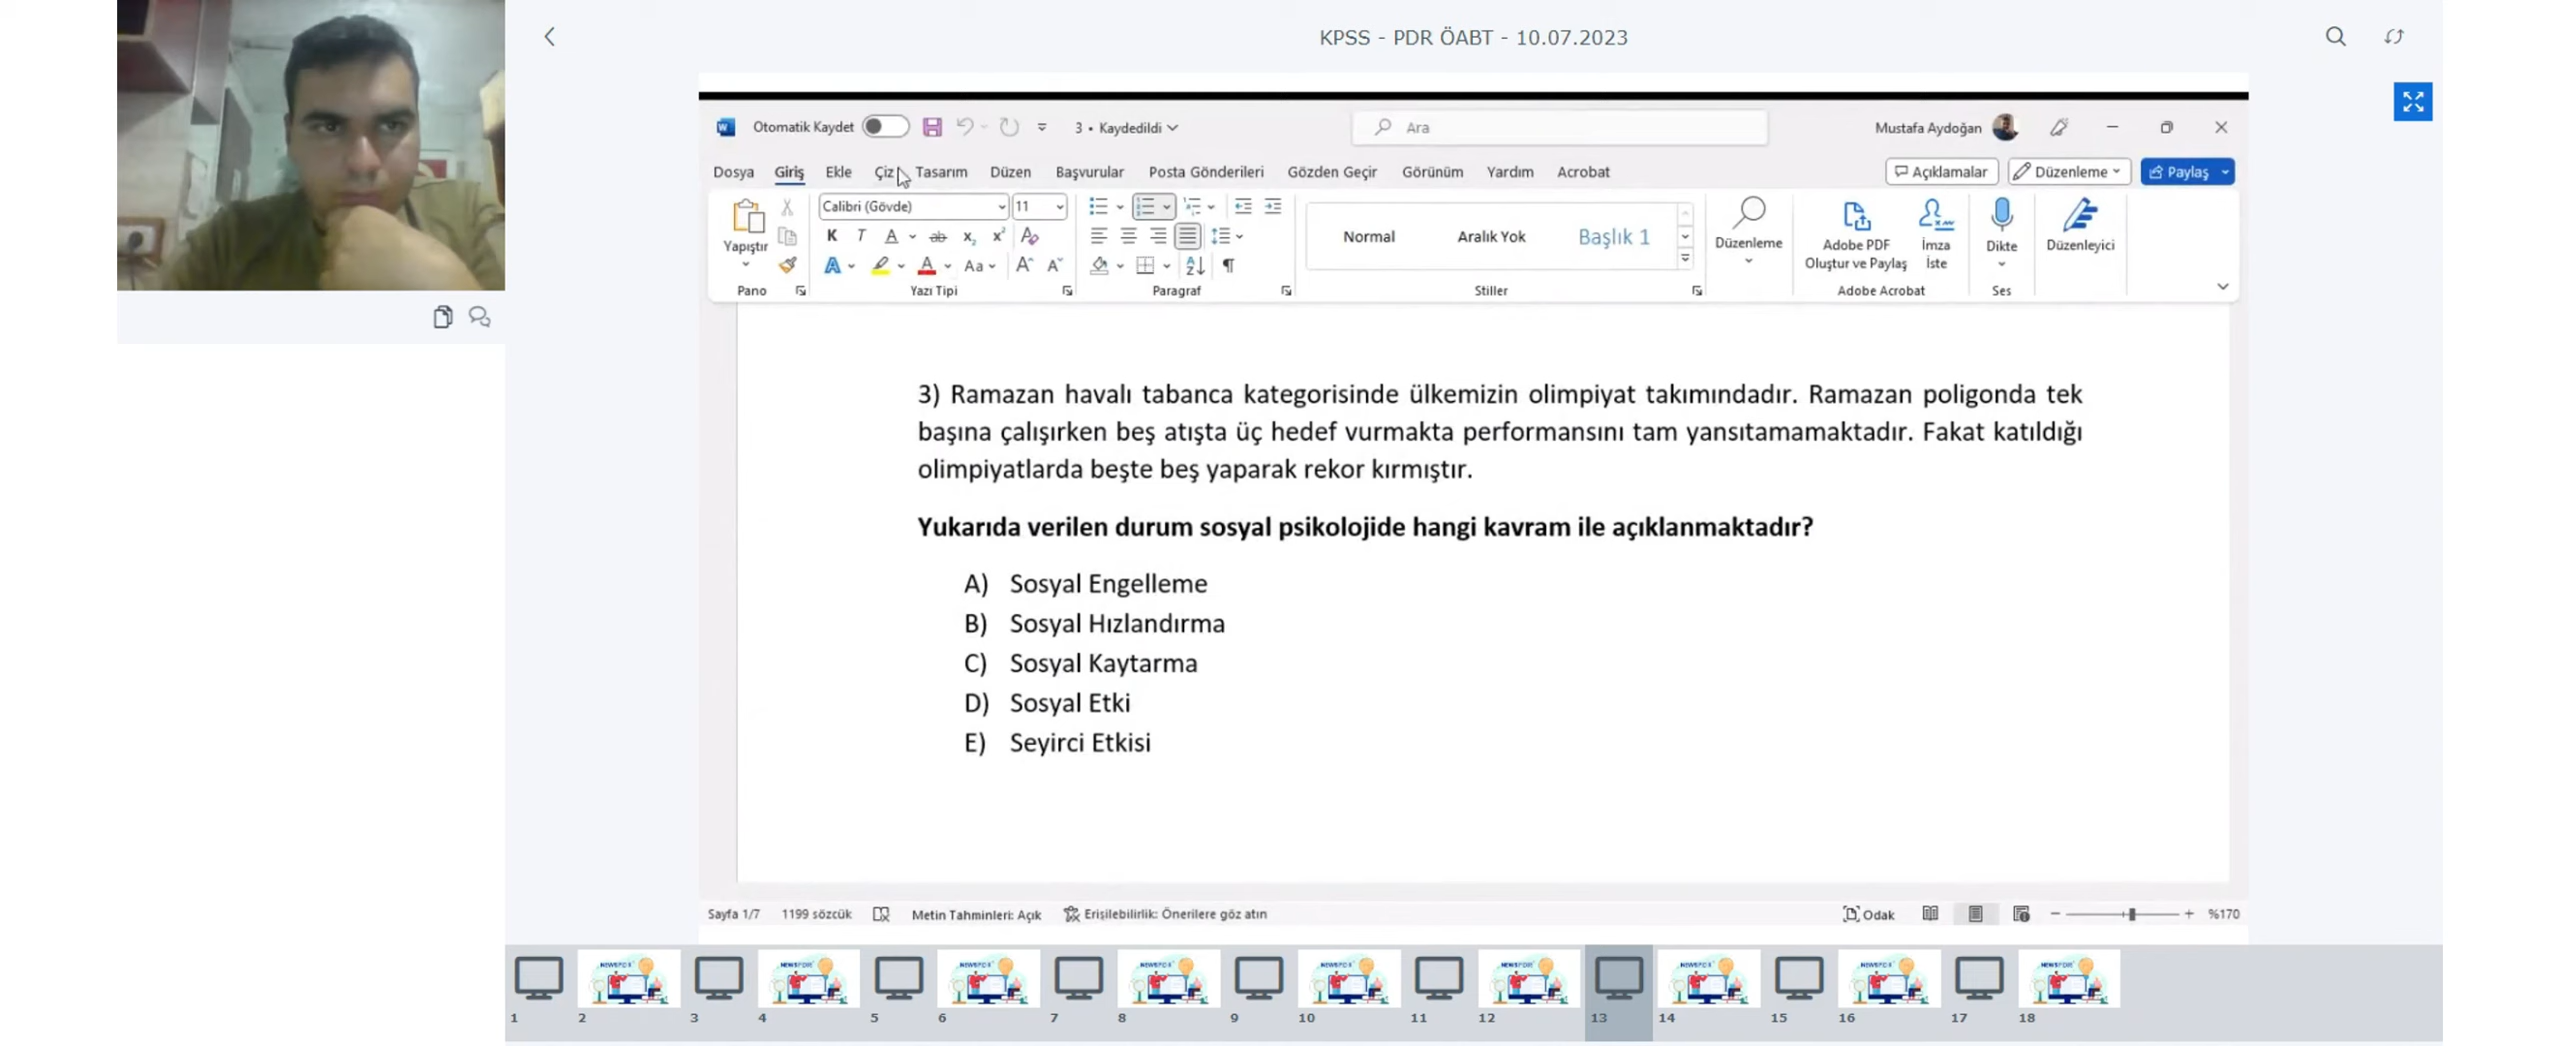 KPSS - PDR ÖABT - 10.07.2023
Otomatik Kaydet
3 • Kaydedildi
Ara
Mustafa Aydoğan
Dosya Giriş Ekle Çiz Tasarım Düzen Başvurular Posta Gönderileri Gözden Geçir Görünüm Yardım Acrobat
Açıklamalar Düzenleme Paylaş
Calibri (Gövde) 11
Yapıştır
K T A ab x₂ x² A
A A Aa A A
Normal Aralık Yok Başlık 1
Düzenleme
Adobe PDF Oluştur ve Paylaş
İmza İste
Dikte
Düzenleyici
Pano Yazı Tipi Paragraf Stiller Adobe Acrobat Ses
3) Ramazan havalı tabanca kategorisinde ülkemizin olimpiyat takımındadır. Ramazan poligonda tek
başına çalışırken beş atışta üç hedef vurmakta performansını tam yansıtamamaktadır. Fakat katıldığı
olimpiyatlarda beşte beş yaparak rekor kırmıştır.
Yukarıda verilen durum sosyal psikolojide hangi kavram ile açıklanmaktadır?
A) Sosyal Engelleme
B) Sosyal Hızlandırma
C) Sosyal Kaytarma
D) Sosyal Etki
E) Seyirci Etkisi
Sayfa 1/7 1199 sözcük Metin Tahminleri: Açık Erişilebilirlik: Önerilere göz atın
Odak %170
1 2 3 4 5 6 7 8 9 10 11 12 13 14 15 16 17 18